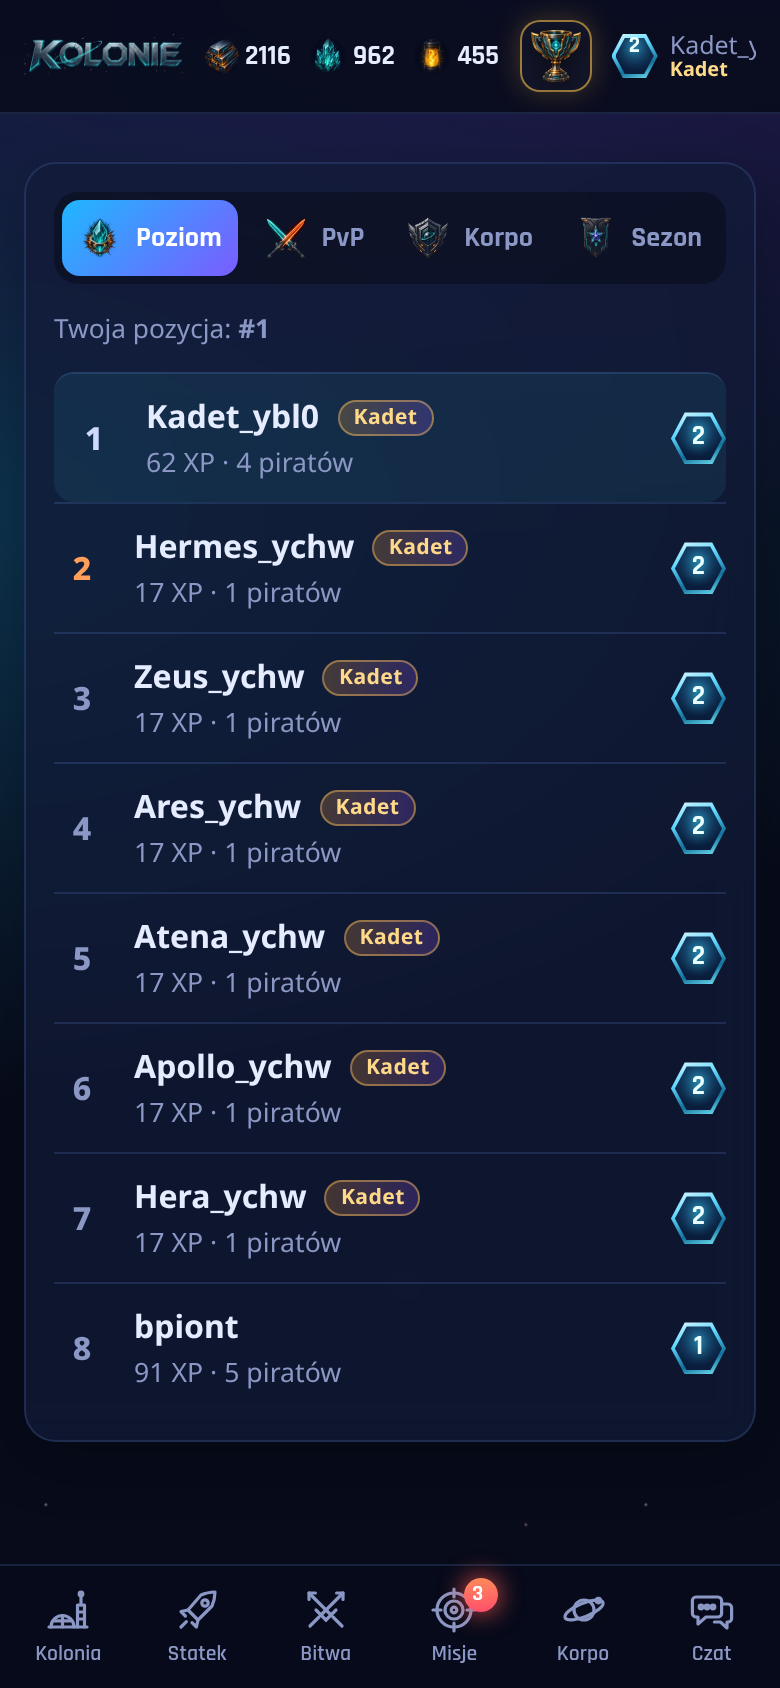 KOLONIE 2116 962 455 2 Kadet_y
Kadet
Poziom PvP Korpo Sezon
Twoja pozycja: #1
1 Kadet_ybl0 Kadet 2
62 XP · 4 piratów
2 Hermes_ychw Kadet 2
17 XP · 1 piratów
3 Zeus_ychw Kadet 2
17 XP · 1 piratów
4 Ares_ychw Kadet 2
17 XP · 1 piratów
5 Atena_ychw Kadet 2
17 XP · 1 piratów
6 Apollo_ychw Kadet 2
17 XP · 1 piratów
7 Hera_ychw Kadet 2
17 XP · 1 piratów
8 bpiont 1
91 XP · 5 piratów
3
Kolonia Statek Bitwa Misje Korpo Czat